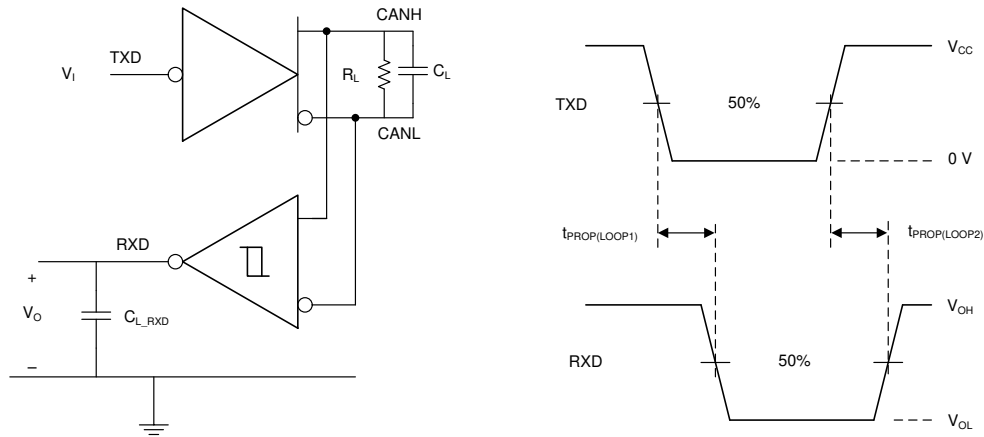 CANH
TXD
V_I
R_L
C_L
CANL
RXD
+
V_O
C_L_RXD
–
V_CC
TXD
50%
0 V
t_PROP(LOOP1)
t_PROP(LOOP2)
V_OH
RXD
50%
V_OL